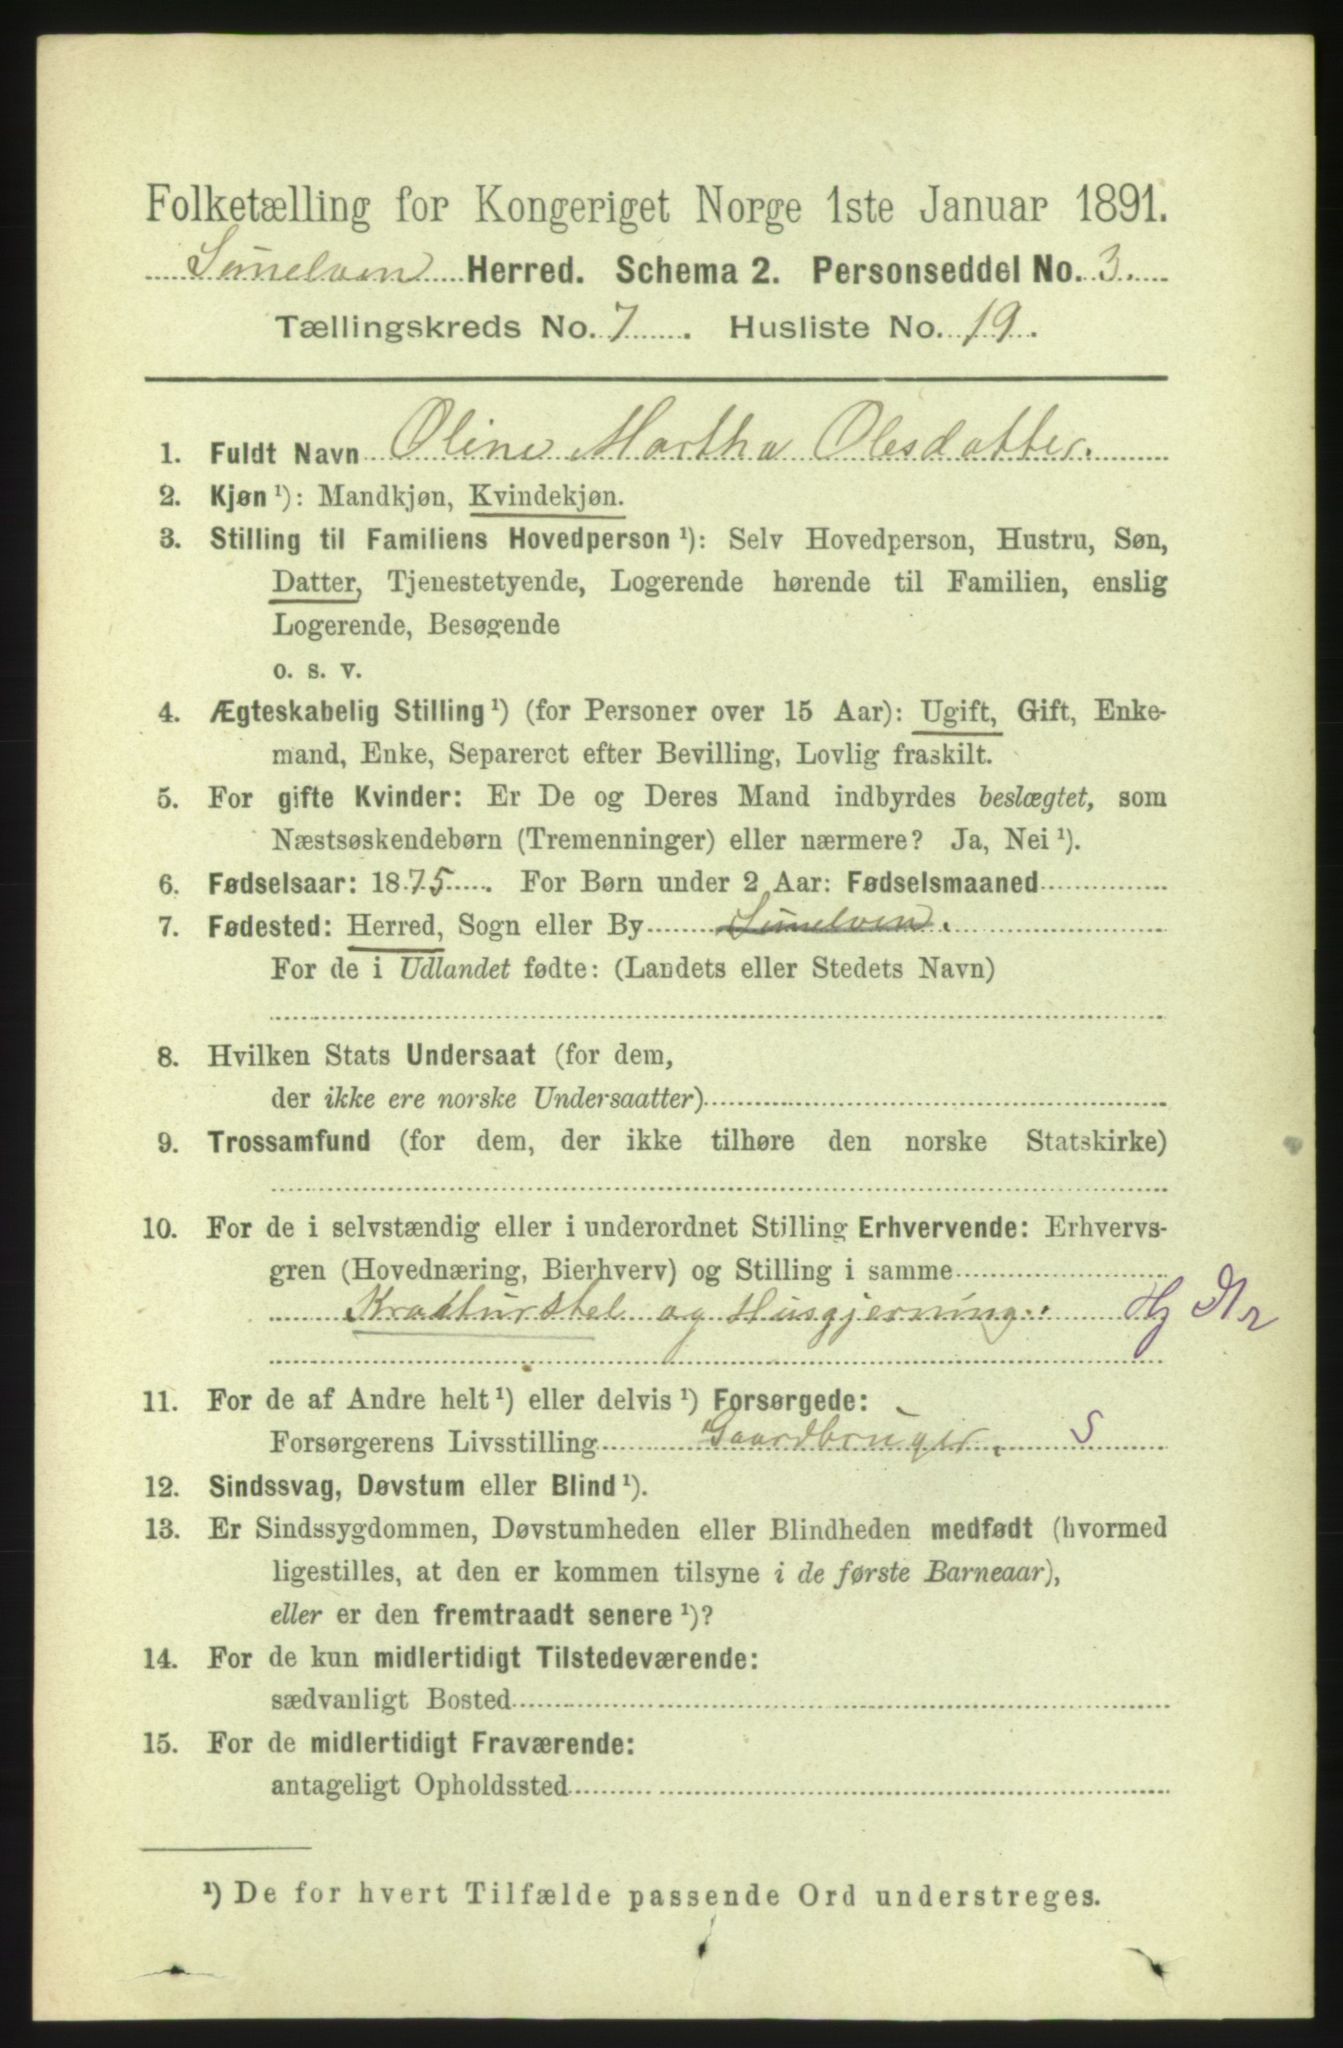 Folketælling for Kongeriget Norge 1ste Januar 1891.
Sunelven Herred. Schema 2. Personseddel No. 3.
Tællingskreds No. 7. Husliste No. 19.
1. Fuldt Navn Oline Martha Olesdatter.
2. Kjøn ¹): Mandkjøn, Kvindekjøn.
3. Stilling til Familiens Hovedperson ¹): Selv Hovedperson, Hustru, Søn,
Datter, Tjenestetyende, Logerende hørende til Familien, enslig
Logerende, Besøgende
o. s. v.
4. Ægteskabelig Stilling ¹) (for Personer over 15 Aar): Ugift, Gift, Enke-
mand, Enke, Separeret efter Bevilling, Lovlig fraskilt.
5. For gifte Kvinder: Er De og Deres Mand indbyrdes beslægtet, som
Næstsøskendebørn (Tremenninger) eller nærmere? Ja, Nei ¹).
6. Fødselsaar: 1875. For Børn under 2 Aar: Fødselsmaaned
7. Fødested: Herred, Sogn eller By Sunelven.
For de i Udlandet fødte: (Landets eller Stedets Navn)
8. Hvilken Stats Undersaat (for dem,
der ikke ere norske Undersaatter)
9. Trossamfund (for dem, der ikke tilhøre den norske Statskirke)
10. For de i selvstændig eller i underordnet Stilling Erhvervende: Erhvervs-
gren (Hovednæring, Bierhverv) og Stilling i samme
Kradturstel og Husgjerning. Hj
11. For de af Andre helt ¹) eller delvis ¹) Forsørgede:
Forsørgerens Livsstilling Gaardbruger. S
12. Sindssvag, Døvstum eller Blind ¹).
13. Er Sindssygdommen, Døvstumheden eller Blindheden medfødt (hvormed
ligestilles, at den er kommen tilsyne i de første Barneaar),
eller er den fremtraadt senere ¹)?
14. For de kun midlertidigt Tilstedeværende:
sædvanligt Bosted
15. For de midlertidigt Fraværende:
antageligt Opholdssted
¹) De for hvert Tilfælde passende Ord understreges.